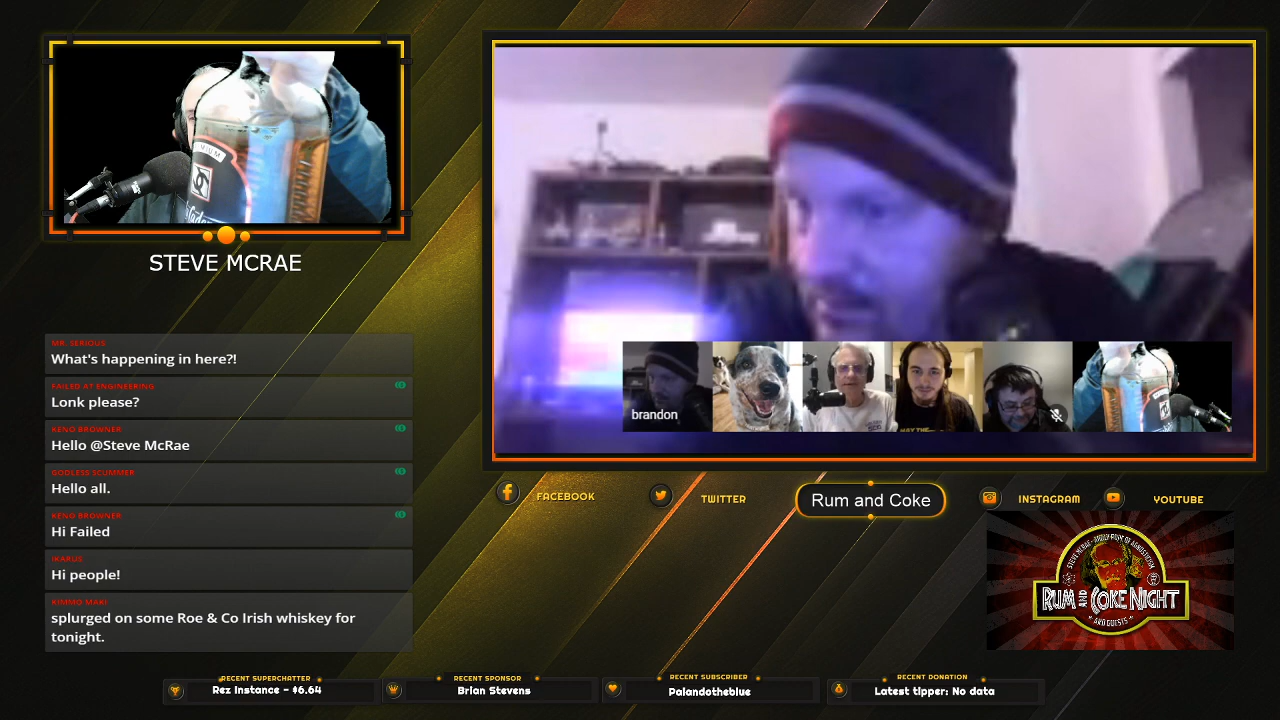 STEVE MCRAE
MR. SERIOUS
What's happening in here?!
FAILED AT ENGINEERING
Lonk please?
KENO BROWNER
Hello @Steve McRae
GODLESS SCUMMER
Hello all.
KENO BROWNER
Hi Failed
IKARUS
Hi people!
KIMMO MAKI
splurged on some Roe & Co Irish whiskey for
tonight.
brandon
FACEBOOK
TWITTER
Rum and Coke
INSTAGRAM
YOUTUBE
RUM AND COKE NIGHT
AND GUESTS
RECENT SUPERCHATTER
Rez Instance - $6.64
RECENT SPONSOR
Brian Stevens
RECENT SUBSCRIBER
Palandotheblue
RECENT DONATION
Latest tipper: No data